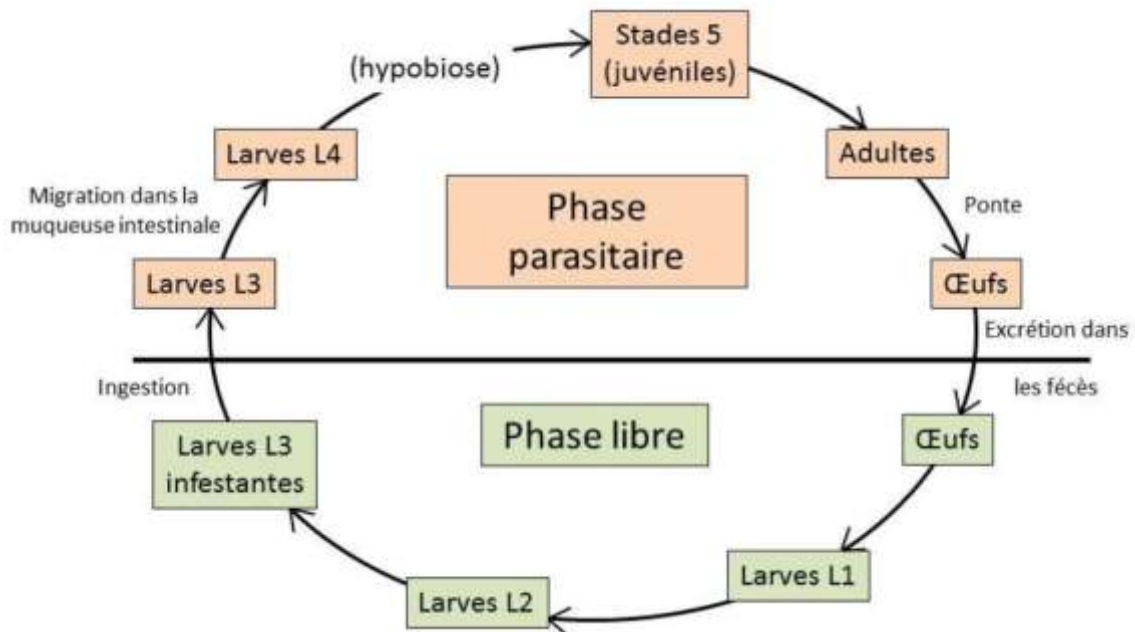 Stades 5
(juvéniles)
(hypobiose)
Larves L4
Adultes
Migration dans la
muqueuse intestinale
Phase
parasitaire
Ponte
Larves L3
Œufs
Excrétion dans
les fécès
Ingestion
Phase libre
Larves L3
infestantes
Œufs
Larves L1
Larves L2